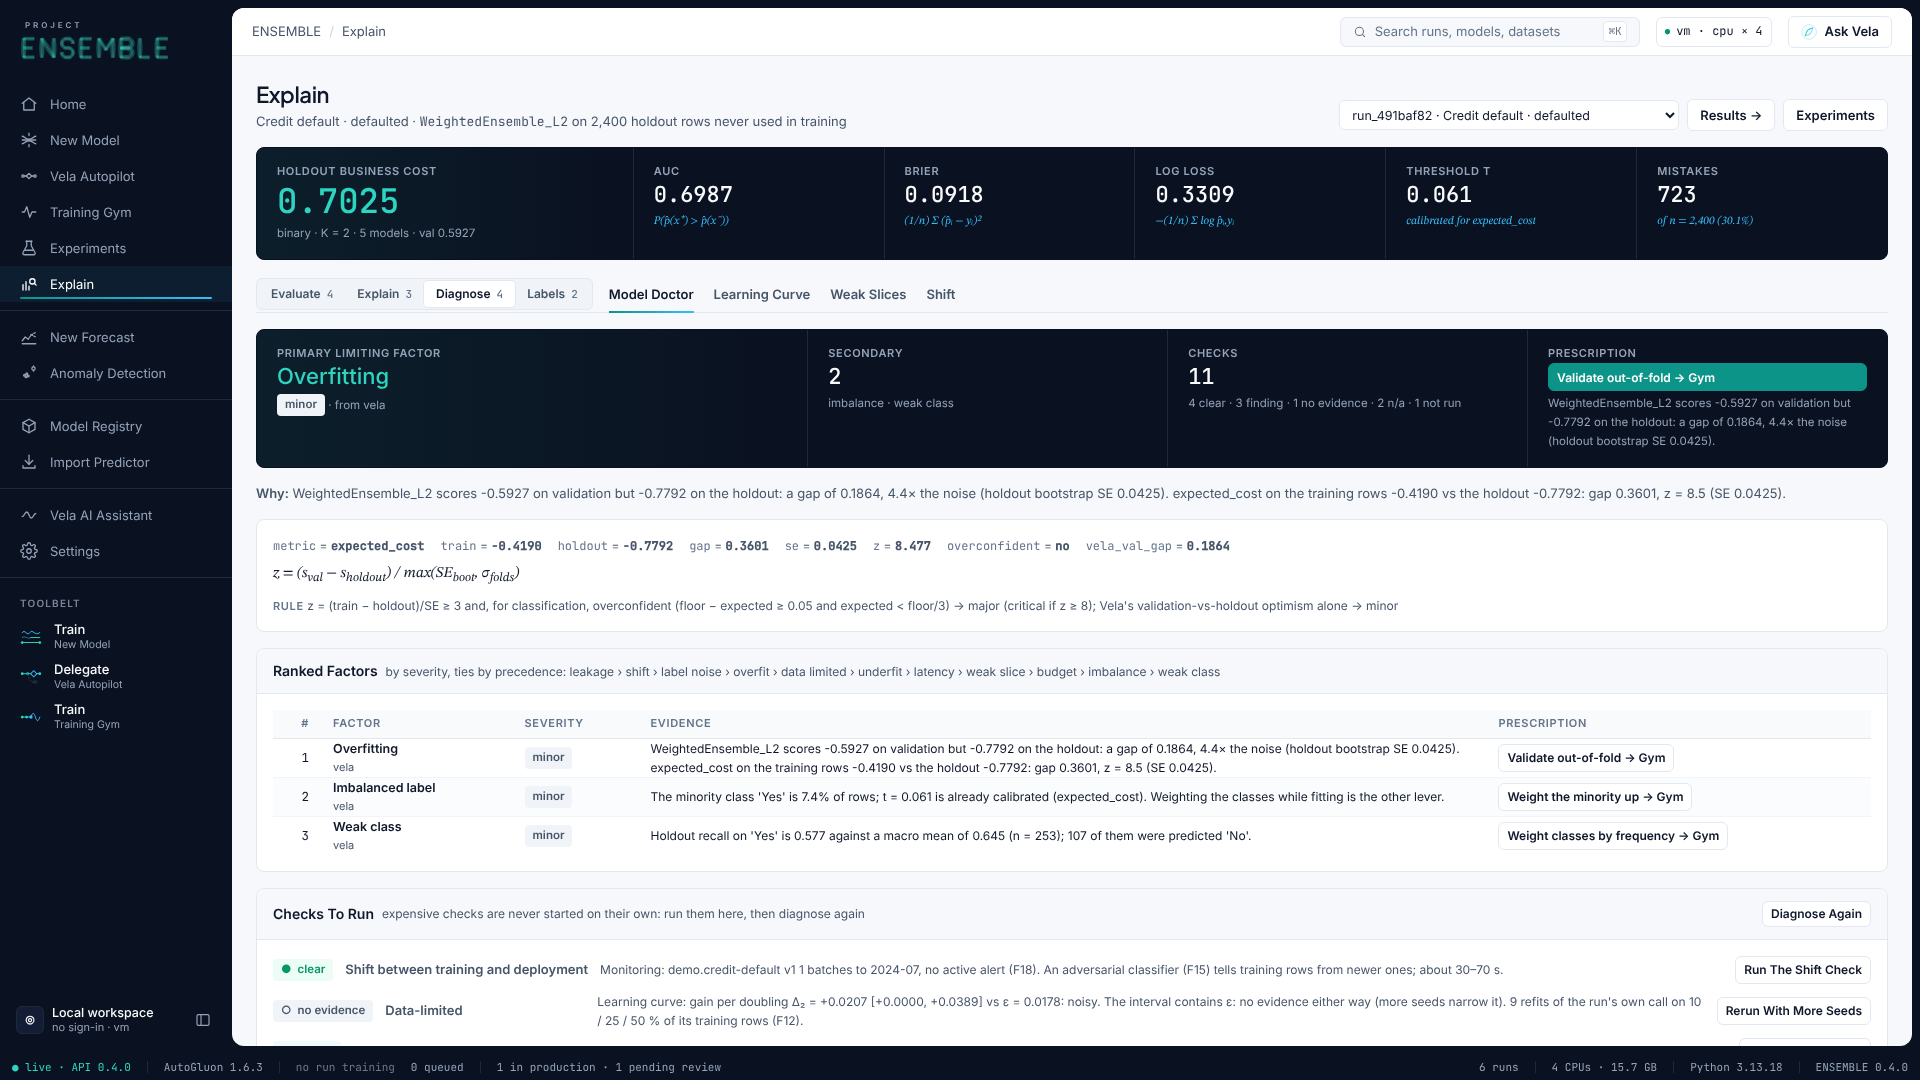 PROJECT
ENSEMBLE
Home
New Model
Vela Autopilot
Training Gym
Experiments
Explain
New Forecast
Anomaly Detection
Model Registry
Import Predictor
Vela AI Assistant
Settings
TOOLBELT
Train
New Model
Delegate
Vela Autopilot
Train
Training Gym
Local workspace
no sign-in · vm
ENSEMBLE / Explain
Search runs, models, datasets ⌘K
vm · cpu × 4
Ask Vela
Explain
Credit default · defaulted · WeightedEnsemble_L2 on 2,400 holdout rows never used in training
run_491baf82 · Credit default · defaulted
Results →
Experiments
HOLDOUT BUSINESS COST
0.7025
binary · K = 2 · 5 models · val 0.5927
AUC
0.6987
P(p̂(x⁺) > p̂(x⁻))
BRIER
0.0918
(1/n) Σ (p̂ᵢ − yᵢ)²
LOG LOSS
0.3309
−(1/n) Σ log p̂ᵢ,yᵢ
THRESHOLD T
0.061
calibrated for expected_cost
MISTAKES
723
of n = 2,400 (30.1%)
Evaluate 4 Explain 3 Diagnose 4 Labels 2 Model Doctor Learning Curve Weak Slices Shift
PRIMARY LIMITING FACTOR
Overfitting
minor · from vela
SECONDARY
2
imbalance · weak class
CHECKS
11
4 clear · 3 finding · 1 no evidence · 2 n/a · 1 not run
PRESCRIPTION
Validate out-of-fold → Gym
WeightedEnsemble_L2 scores -0.5927 on validation but
-0.7792 on the holdout: a gap of 0.1864, 4.4× the noise
(holdout bootstrap SE 0.0425).
Why: WeightedEnsemble_L2 scores -0.5927 on validation but -0.7792 on the holdout: a gap of 0.1864, 4.4× the noise (holdout bootstrap SE 0.0425). expected_cost on the training rows -0.4190 vs the holdout -0.7792: gap 0.3601, z = 8.5 (SE 0.0425).
metric = expected_cost train = -0.4190 holdout = -0.7792 gap = 0.3601 se = 0.0425 z = 8.477 overconfident = no vela_val_gap = 0.1864
z = (s_val − s_holdout) / max(SE_boot, σ_folds)
RULE z = (train − holdout)/SE ≥ 3 and, for classification, overconfident (floor − expected ≥ 0.05 and expected < floor/3) → major (critical if z ≥ 8); Vela's validation-vs-holdout optimism alone → minor
Ranked Factors by severity, ties by precedence: leakage › shift › label noise › overfit › data limited › underfit › latency › weak slice › budget › imbalance › weak class
# FACTOR SEVERITY EVIDENCE PRESCRIPTION
1 Overfitting vela minor WeightedEnsemble_L2 scores -0.5927 on validation but -0.7792 on the holdout: a gap of 0.1864, 4.4× the noise (holdout bootstrap SE 0.0425).
expected_cost on the training rows -0.4190 vs the holdout -0.7792: gap 0.3601, z = 8.5 (SE 0.0425). Validate out-of-fold → Gym
2 Imbalanced label vela minor The minority class 'Yes' is 7.4% of rows; t = 0.061 is already calibrated (expected_cost). Weighting the classes while fitting is the other lever. Weight the minority up → Gym
3 Weak class vela minor Holdout recall on 'Yes' is 0.577 against a macro mean of 0.645 (n = 253); 107 of them were predicted 'No'. Weight classes by frequency → Gym
Checks To Run expensive checks are never started on their own: run them here, then diagnose again
Diagnose Again
clear Shift between training and deployment Monitoring: demo.credit-default v1 1 batches to 2024-07, no active alert (F18). An adversarial classifier (F15) tells training rows from newer ones; about 30–70 s. Run The Shift Check
no evidence Data-limited Learning curve: gain per doubling Δ₂ = +0.0207 [+0.0000, +0.0389] vs ε = 0.0178: noisy. The interval contains ε: no evidence either way (more seeds narrow it). 9 refits of the run's own call on 10
/ 25 / 50 % of its training rows (F12). Rerun With More Seeds
live · API 0.4.0 AutoGluon 1.6.3 no run training 0 queued 1 in production · 1 pending review 6 runs 4 CPUs · 15.7 GB Python 3.13.18 ENSEMBLE 0.4.0